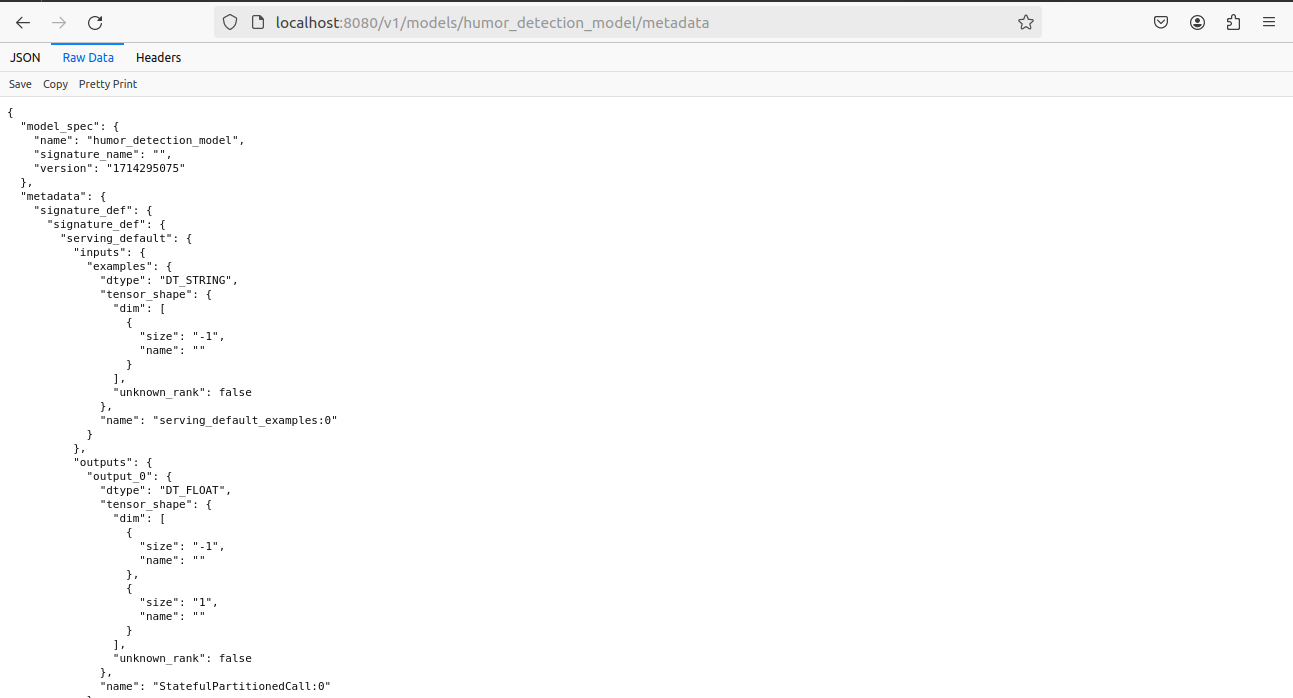 localhost:8080/v1/models/humor_detection_model/metadata
JSON Raw Data Headers
Save Copy Pretty Print
{
  "model_spec": {
    "name": "humor_detection_model",
    "signature_name": "",
    "version": "1714295075"
  },
  "metadata": {
    "signature_def": {
      "signature_def": {
        "serving_default": {
          "inputs": {
            "examples": {
              "dtype": "DT_STRING",
              "tensor_shape": {
                "dim": [
                  {
                    "size": "-1",
                    "name": ""
                  }
                ],
                "unknown_rank": false
              },
              "name": "serving_default_examples:0"
            }
          },
          "outputs": {
            "output_0": {
              "dtype": "DT_FLOAT",
              "tensor_shape": {
                "dim": [
                  {
                    "size": "-1",
                    "name": ""
                  },
                  {
                    "size": "1",
                    "name": ""
                  }
                ],
                "unknown_rank": false
              },
              "name": "StatefulPartitionedCall:0"
            }